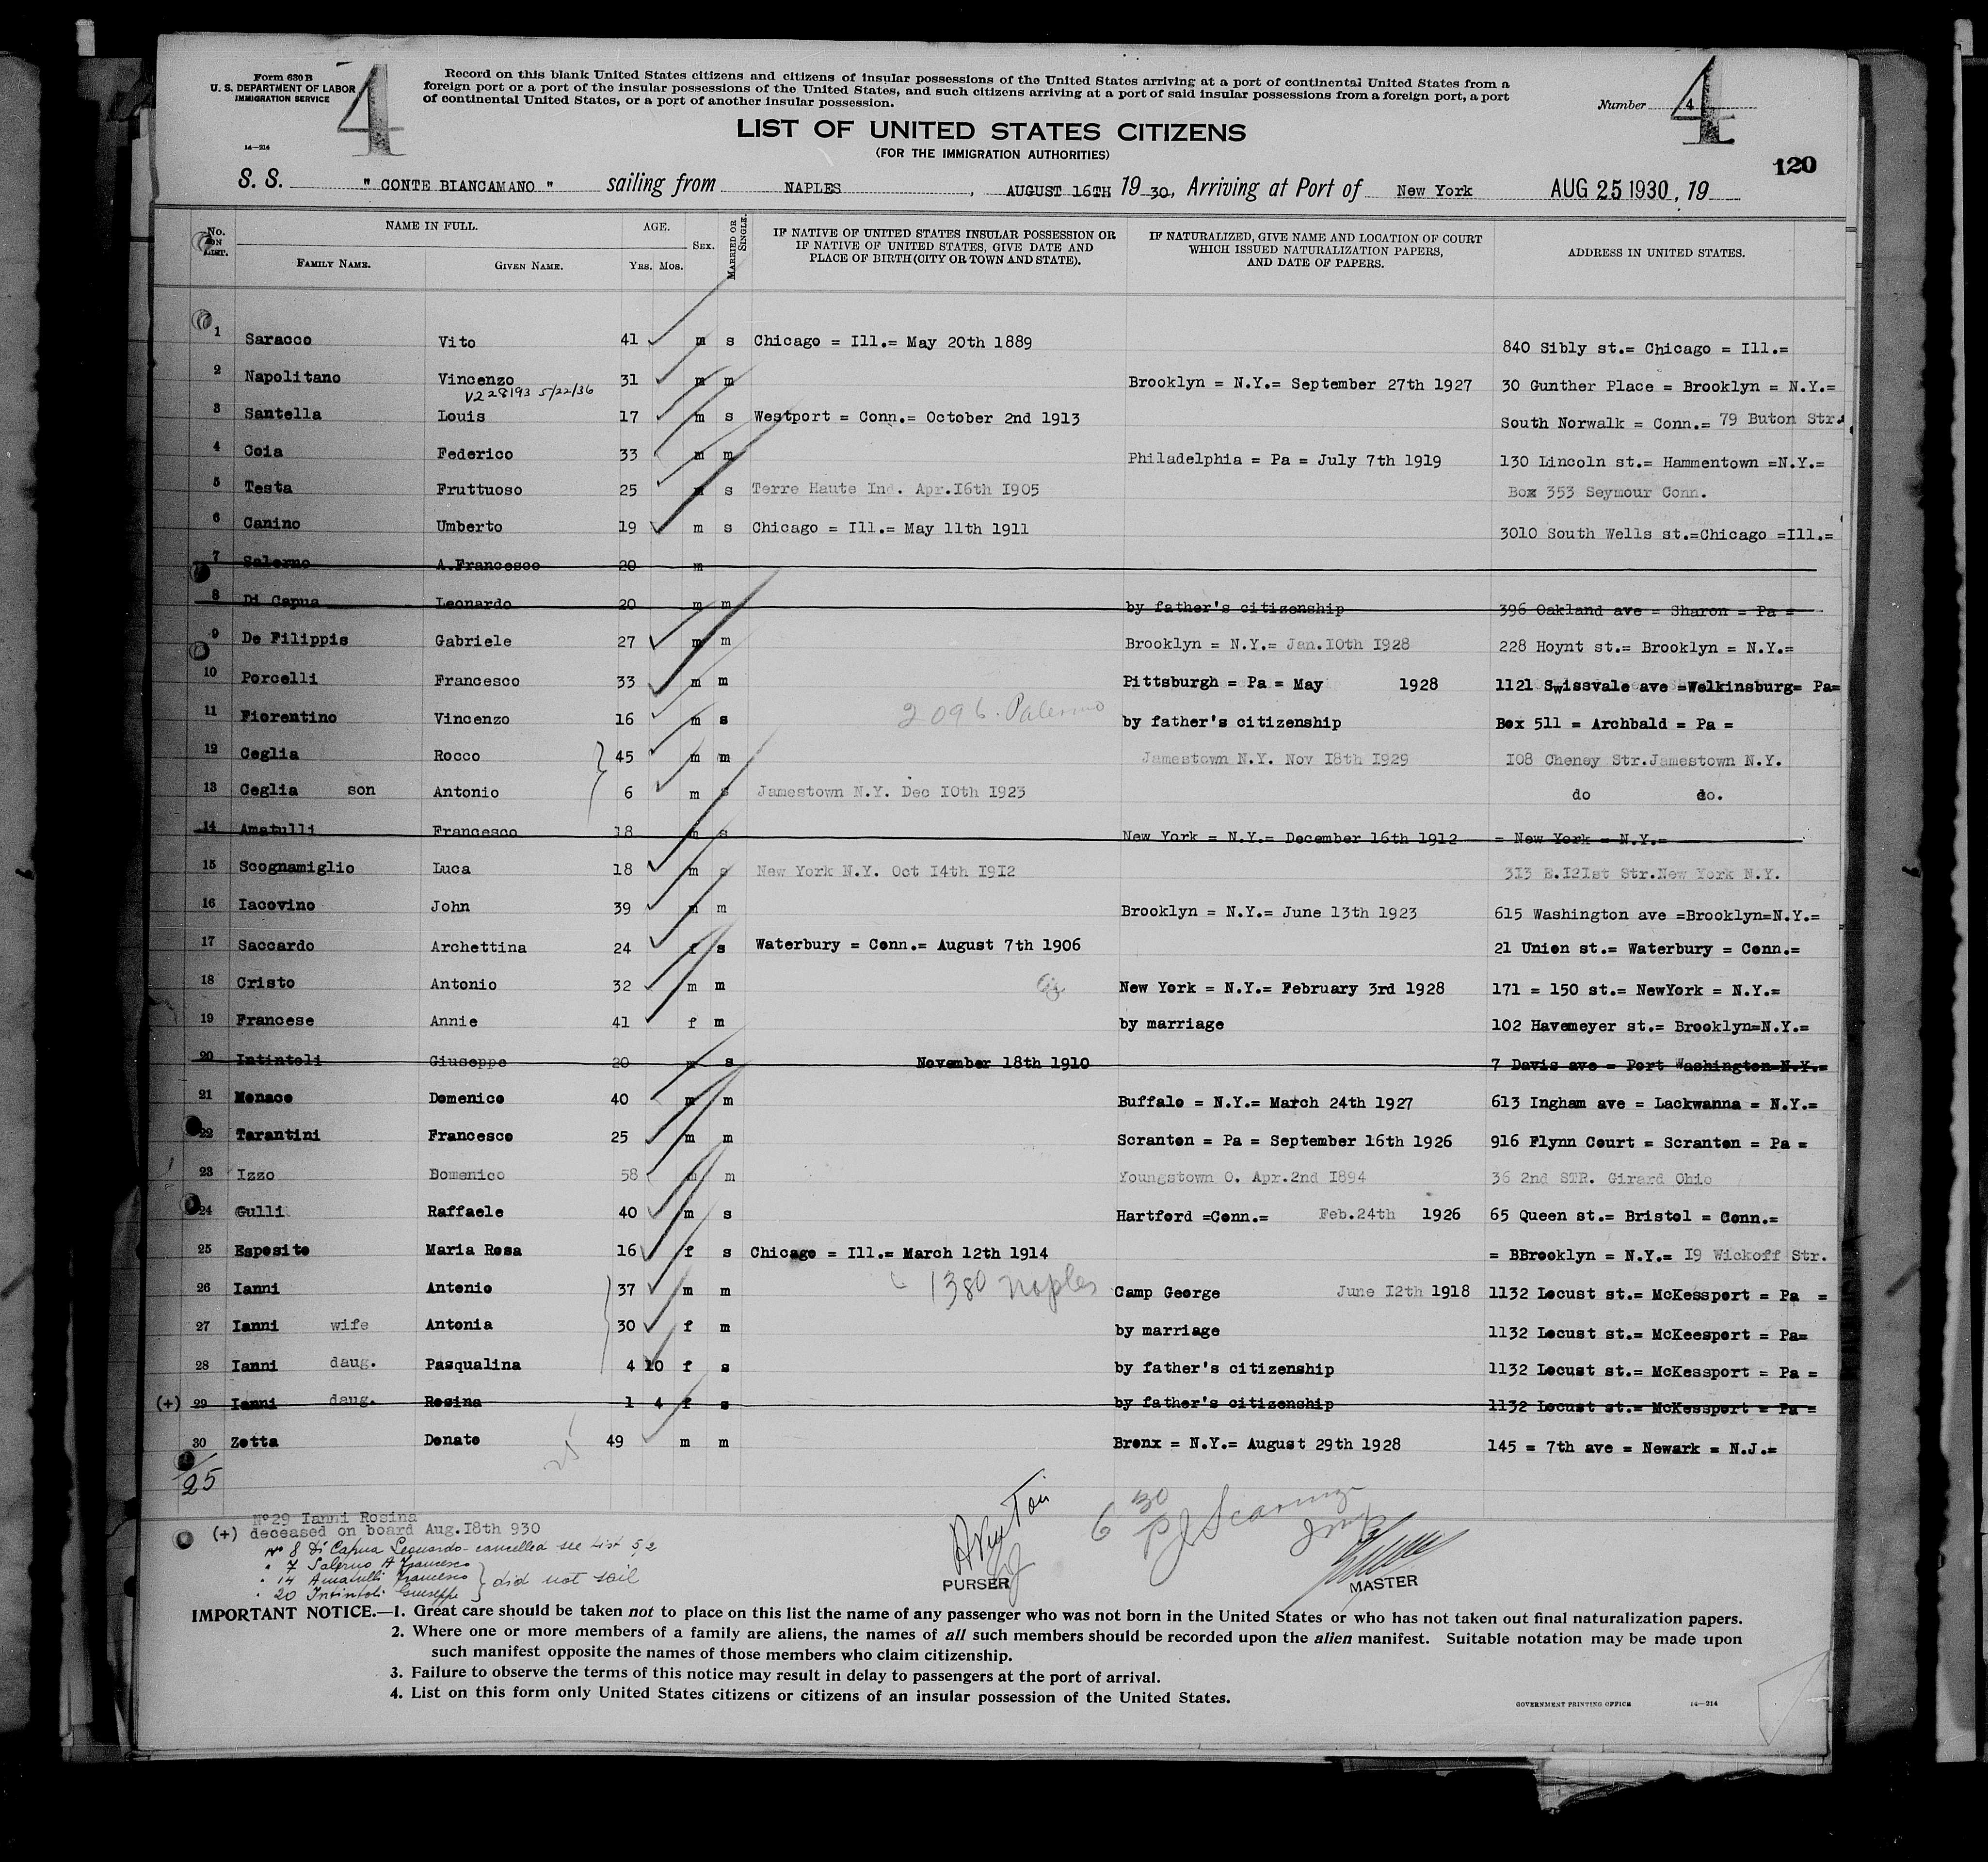 Form 630 B
U. S. DEPARTMENT OF LABOR
IMMIGRATION SERVICE
14—214
4
Record on this blank United States citizens and citizens of insular possessions of the United States arriving at a port of continental United States from a
foreign port or a port of the insular possessions of the United States, and such citizens arriving at a port of said insular possessions from a foreign port, a port
of continental United States, or a port of another insular possession.
Number 4
4
LIST OF UNITED STATES CITIZENS
(FOR THE IMMIGRATION AUTHORITIES)
120
S. S. " CONTE BIANCAMANO " sailing from NAPLES , AUGUST 16TH 19 30, Arriving at Port of New York AUG 25 1930, 19
No. ON LIST. NAME IN FULL. FAMILY NAME. GIVEN NAME. AGE. YRS. MOS. SEX. MARRIED OR SINGLE. IF NATIVE OF UNITED STATES INSULAR POSSESSION OR IF NATIVE OF UNITED STATES, GIVE DATE AND PLACE OF BIRTH (CITY OR TOWN AND STATE). IF NATURALIZED, GIVE NAME AND LOCATION OF COURT WHICH ISSUED NATURALIZATION PAPERS, AND DATE OF PAPERS. ADDRESS IN UNITED STATES.
1 Saracco Vito 41 m s Chicago = Ill.= May 20th 1889 840 Sibly st.= Chicago = Ill.=
2 Napolitano Vincenzo 31 m m Brooklyn = N.Y.= September 27th 1927 30 Gunther Place = Brooklyn = N.Y.=
V2 28193 5/22/36
3 Santella Louis 17 m s Westport = Conn.= October 2nd 1913 South Norwalk = Conn.= 79 Buton Str.
4 Coia Federico 33 m m Philadelphia = Pa = July 7th 1919 130 Lincoln st.= Hammentown =N.Y.=
5 Testa Fruttuoso 25 m s Terre Haute Ind. Apr.16th 1905 Box 353 Seymour Conn.
6 Canino Umberto 19 m s Chicago = Ill.= May 11th 1911 3010 South Wells st.=Chicago =Ill.=
7 Salerno A.Francesco 20 m
8 Di Capua Leonardo 20 m m by father's citizenship 396 Oakland ave = Sharon = Pa =
9 De Filippis Gabriele 27 m m Brooklyn = N.Y.= Jan.10th 1928 228 Hoynt st.= Brooklyn = N.Y.=
10 Porcelli Francesco 33 m m Pittsburgh = Pa = May 1928 1121 Swissvale ave =Welkinsburg= Pa=
11 Fiorentino Vincenzo 16 m s 2096. Palermo by father's citizenship Box 511 = Archbald = Pa =
12 Ceglia Rocco 45 m m Jamestown N.Y. Nov 18th 1929 108 Cheney Str.Jamestown N.Y.
13 Ceglia son Antonio 6 m s Jamestown N.Y. Dec 10th 1923 do do.
14 Amatulli Francesco 18 m s New York = N.Y.= December 16th 1912 = New York = N.Y.=
15 Scognamiglio Luca 18 m s New York N.Y. Oct 14th 1912 313 E.121st Str.New York N.Y.
16 Iacovino John 39 m m Brooklyn = N.Y.= June 13th 1923 615 Washington ave =Brooklyn=N.Y.=
17 Saccardo Archettina 24 f s Waterbury = Conn.= August 7th 1906 21 Union st.= Waterbury = Conn.=
18 Cristo Antonio 32 m m New York = N.Y.= February 3rd 1928 171 = 150 st.= NewYork = N.Y.=
19 Francese Annie 41 f m by marriage 102 Havemeyer st.= Brooklyn=N.Y.=
20 Intintoli Giuseppe 20 m s November 18th 1910 7 Davis ave = Port Washington=N.Y.=
21 Monaco Domenico 40 m m Buffalo = N.Y.= March 24th 1927 613 Ingham ave = Lackwanna = N.Y.=
22 Tarantini Francesco 25 m m Scranton = Pa = September 16th 1926 916 Flynn Court = Scranton = Pa =
23 Izzo Domenico 58 m m Youngstown O. Apr.2nd 1894 36 2nd STR. Girard Ohio
24 Gulli Raffaele 40 m s Hartford =Conn.= Feb.24th 1926 65 Queen st.= Bristol = Conn.=
25 Esposito Maria Rosa 16 f s Chicago = Ill.= March 12th 1914 = BBrooklyn = N.Y.= 19 Wickoff Str.
26 Ianni Antonio 37 m m 1380 Naples Camp George June 12th 1918 1132 Locust st.= McKessport = Pa =
27 Ianni wife Antonia 30 f m by marriage 1132 Locust st.= McKeesport = Pa=
28 Ianni daug. Pasqualina 4 10 f s by father's citizenship 1132 Locust st.= McKessport = Pa =
(+) 29 Ianni daug. Rosina 1 4 f s by father's citizenship 1132 Locust st.= McKessport = Pa =
30 Zotta Donato 49 m m Bronx = N.Y.= August 29th 1928 145 = 7th ave = Newark = N.J.=
25
25
Nº29 Ianni Rosina
(+) deceased on board Aug.18th 930
Nº 8 Di Capua Leonardo - cancelled see list 52
" 7 Salerno A Francesco
" 14 Amatulli Francesco } did not sail
" 20 Intintoli Giuseppe
6 30
PURSER
MASTER
IMPORTANT NOTICE.—1. Great care should be taken not to place on this list the name of any passenger who was not born in the United States or who has not taken out final naturalization papers.
2. Where one or more members of a family are aliens, the names of all such members should be recorded upon the alien manifest. Suitable notation may be made upon
such manifest opposite the names of those members who claim citizenship.
3. Failure to observe the terms of this notice may result in delay to passengers at the port of arrival.
4. List on this form only United States citizens or citizens of an insular possession of the United States.
GOVERNMENT PRINTING OFFICE 14—214